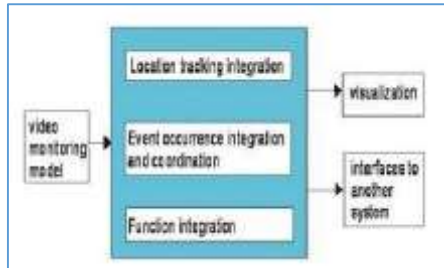 Location tracking integration
video
monitoring
model
Event occurrence integration
and coordination
Function integration
visualization
interfaces to
another
system